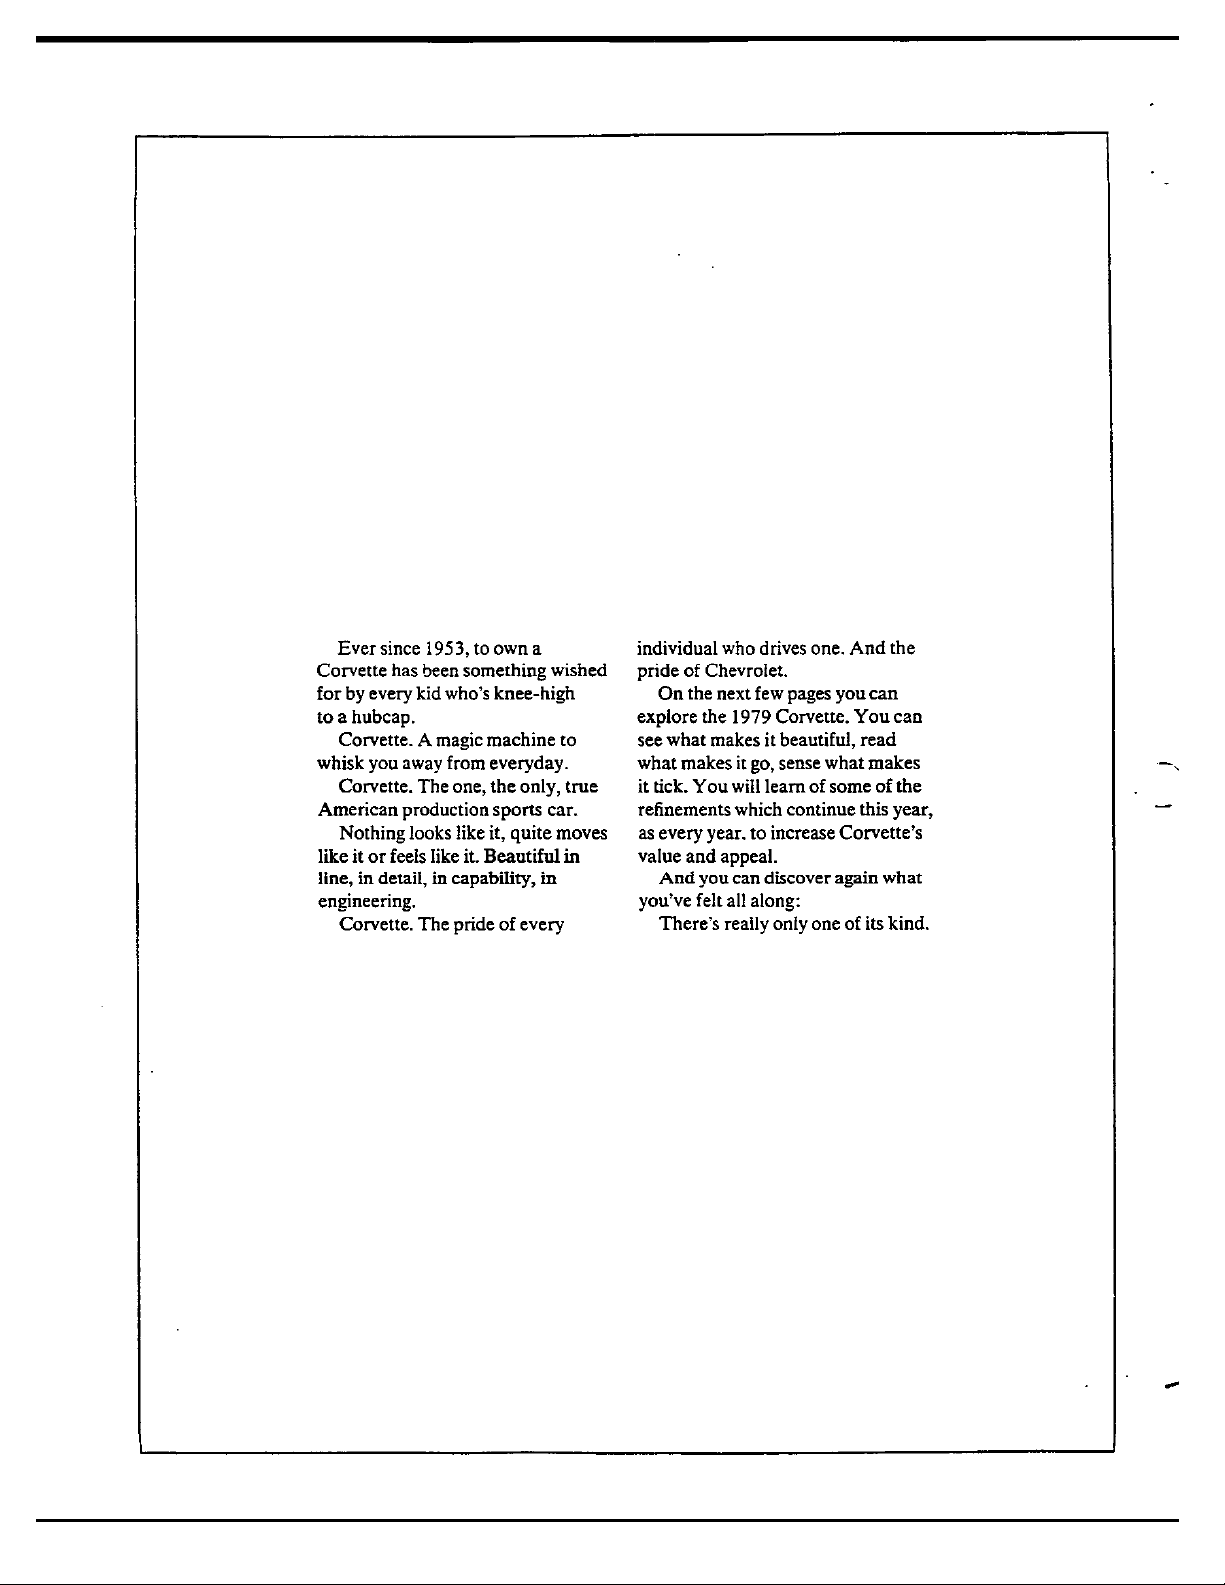 Ever since 1953, to own a
Corvette has been something wished
for by every kid who's knee-high
to a hubcap.
Corvette. A magic machine to
whisk you away from everyday.
Corvette. The one, the only, true
American production sports car.
Nothing looks like it, quite moves
like it or feels like it. Beautiful in
line, in detail, in capability, in
engineering.
Corvette. The pride of every
individual who drives one. And the
pride of Chevrolet.
On the next few pages you can
explore the 1979 Corvette. You can
see what makes it beautiful, read
what makes it go, sense what makes
it tick. You will learn of some of the
refinements which continue this year,
as every year. to increase Corvette's
value and appeal.
And you can discover again what
you've felt all along:
There's really only one of its kind.